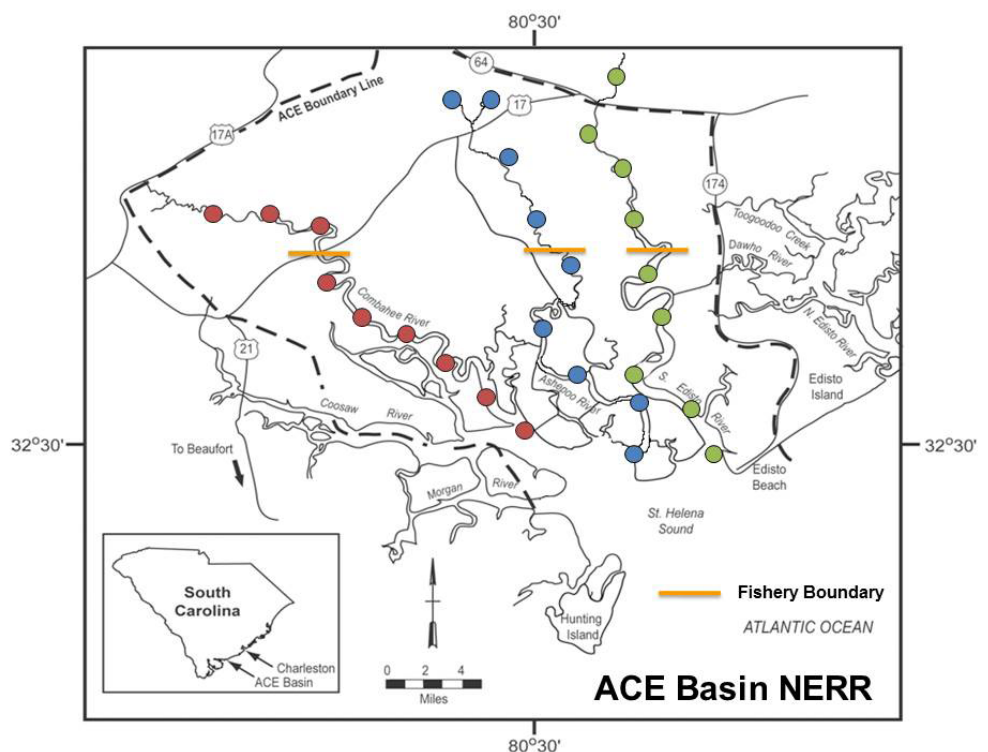 80°30'
64
ACE Boundary Line
17
17A
174
Toogoodoo Creek
Dawho River
N. Edisto River
Combahee River
21
Ashepoo River
S. Edisto River
Edisto
Island
Coosaw River
32°30'
32°30'
To Beaufort
Edisto
Beach
Morgan River
St. Helena
Sound
South
Carolina
Charleston
ACE Basin
0 2 4
Miles
Hunting
Island
Fishery Boundary
ATLANTIC OCEAN
ACE Basin NERR
80°30'